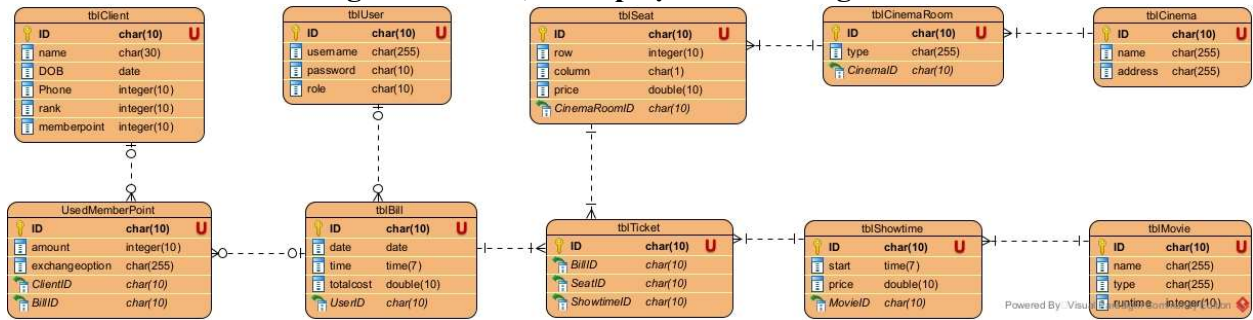 tblClient
ID char(10) U
name char(30)
DOB date
Phone integer(10)
rank integer(10)
memberpoint integer(10)
tblUser
ID char(10) U
username char(255)
password char(10)
role char(10)
tblSeat
ID char(10) U
row integer(10)
column char(1)
price double(10)
CinemaRoomID char(10)
tblCinemaRoom
ID char(10) U
type char(255)
CinemaID char(10)
tblCinema
ID char(10) U
name char(255)
address char(255)
UsedMemberPoint
ID char(10) U
amount integer(10)
exchangeoption char(255)
ClientID char(10)
BillID char(10)
tblBill
ID char(10) U
date date
time time(7)
totalcost double(10)
UserID char(10)
tblTicket
ID char(10) U
BillID char(10)
SeatID char(10)
ShowtimeID char(10)
tblShowtime
ID char(10) U
start time(7)
price double(10)
MovieID char(10)
tblMovie
ID char(10) U
name char(255)
type char(255)
runtime integer(10)
Powered By Visual Paradigm Community Edition